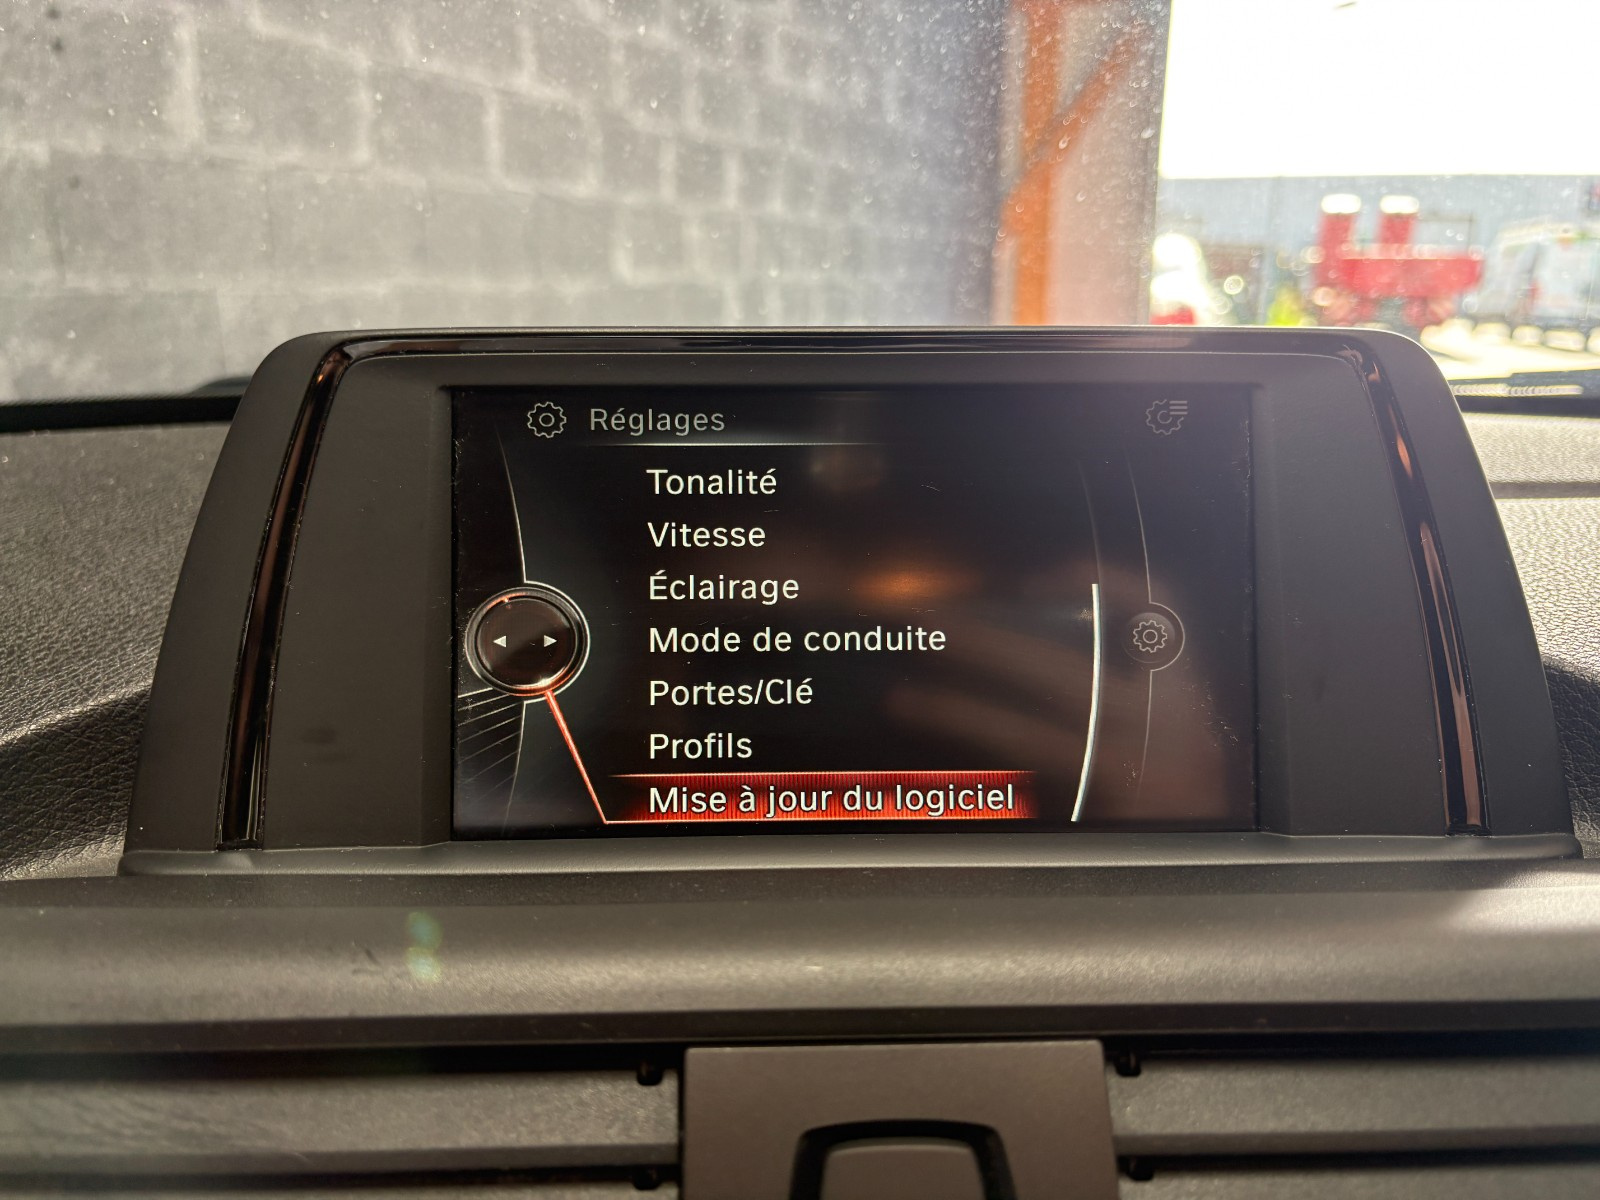 Réglages
Tonalité
Vitesse
Éclairage
Mode de conduite
Portes/Clé
Profils
Mise à jour du logiciel